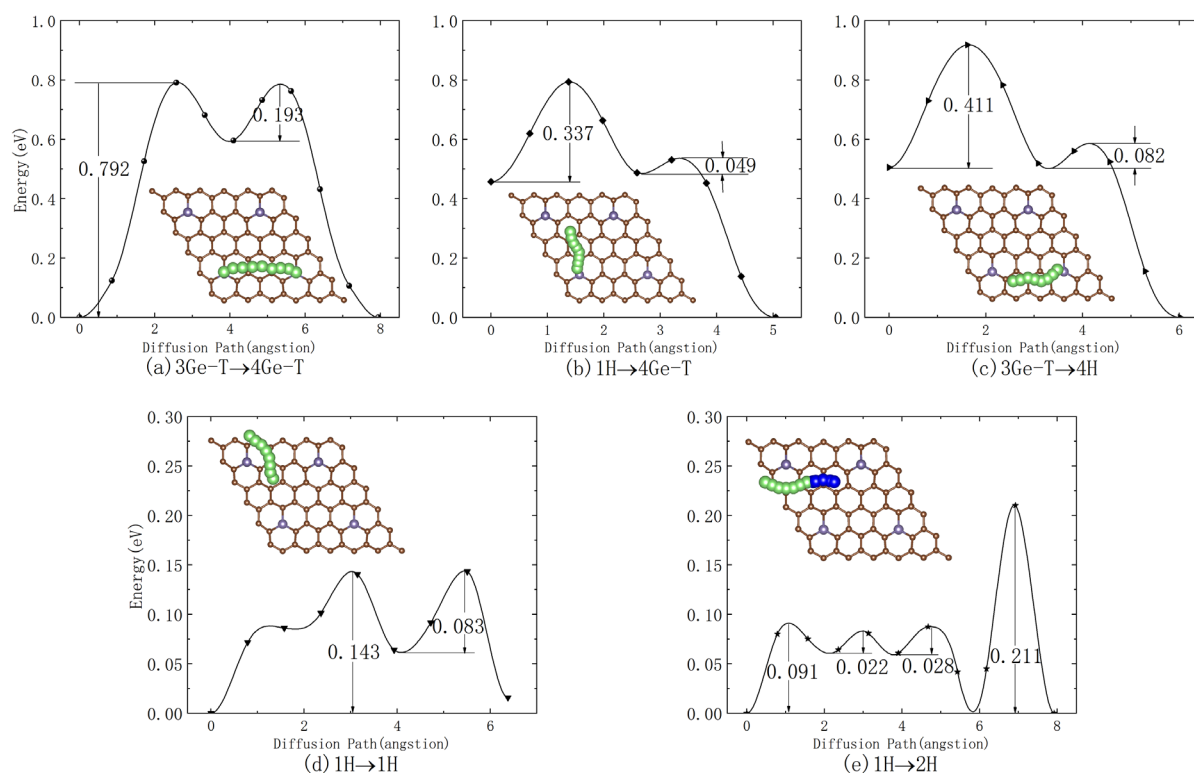 1.0
0.8
0.6
0.4
0.2
0.0
Energy(eV)
0.792
0.193
0 2 4 6 8
Diffusion Path(angstion)
(a)3Ge-T→4Ge-T
1.0
0.8
0.6
0.4
0.2
0.0
0.337
0.049
0 1 2 3 4 5
Diffusion Path(angstion)
(b)1H→4Ge-T
1.0
0.8
0.6
0.4
0.2
0.0
0.411
0.082
0 2 4 6
Diffusion Path(angstion)
(c)3Ge-T→4H
0.30
0.25
0.20
0.15
0.10
0.05
0.00
Energy(eV)
0.143
0.083
0 2 4 6
Diffusion Path(angstion)
(d)1H→1H
0.30
0.25
0.20
0.15
0.10
0.05
0.00
0.091
0.022
0.028
0.211
0 2 4 6 8
Diffusion Path(angstion)
(e)1H→2H